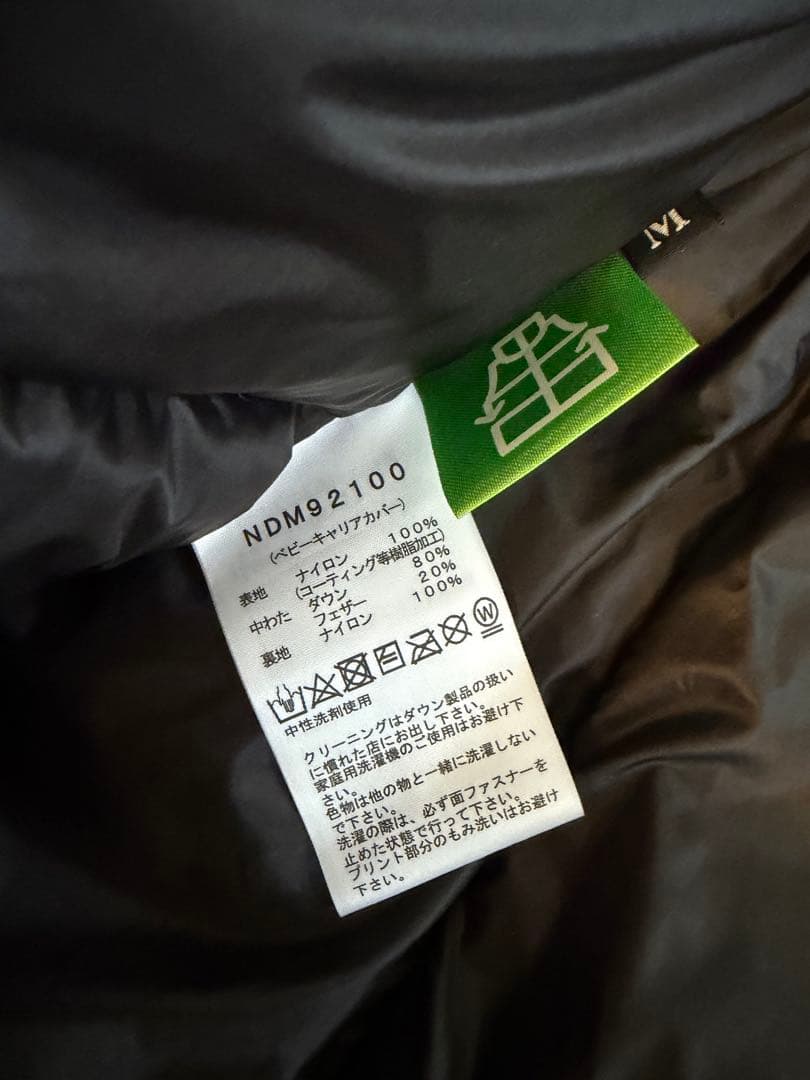 M
NDM92100
(ベビーキャリアカバー)
表地 ナイロン 100%
(コーティング等樹脂加工)
中わた ダウン 80%
フェザー 20%
裏地 ナイロン 100%
W
中性洗剤使用
クリーニングはダウン製品の扱い
に慣れた店にお出し下さい。
家庭用洗濯機のご使用はお避け下
さい。
色物は他の物と一緒に洗濯しない
で下さい。
洗濯の際は、必ず面ファスナーを
止めた状態で行って下さい。
プリント部分のもみ洗いはお避け
下さい。